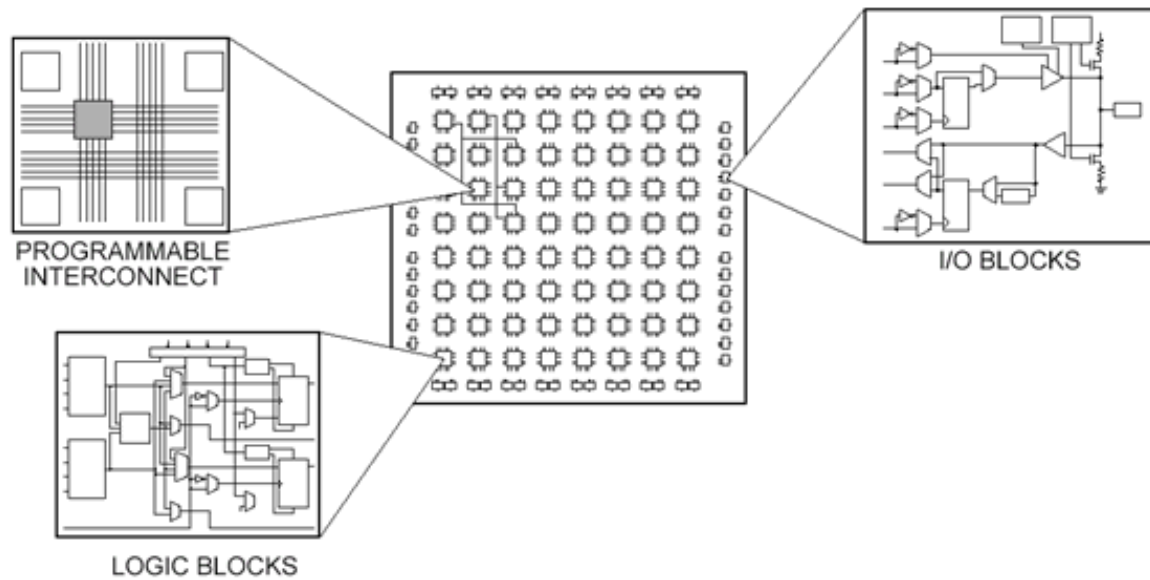 PROGRAMMABLE
INTERCONNECT
I/O BLOCKS
LOGIC BLOCKS